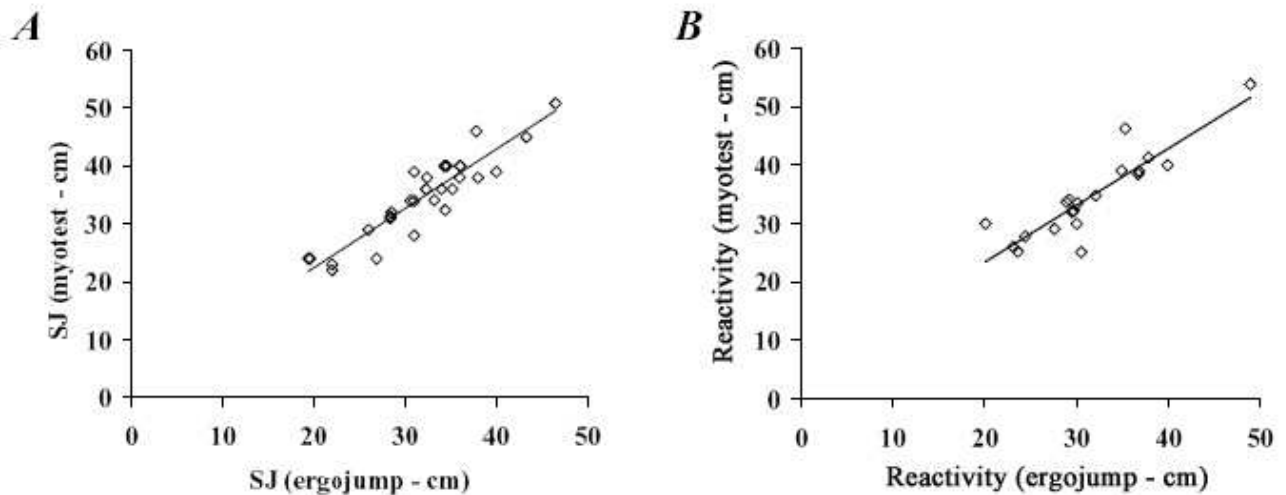 A
B
60
50
40
30
20
10
0
SJ (myotest - cm)
0 10 20 30 40 50
SJ (ergojump - cm)
60
50
40
30
20
10
0
Reactivity (myotest - cm)
0 10 20 30 40 50
Reactivity (ergojump - cm)